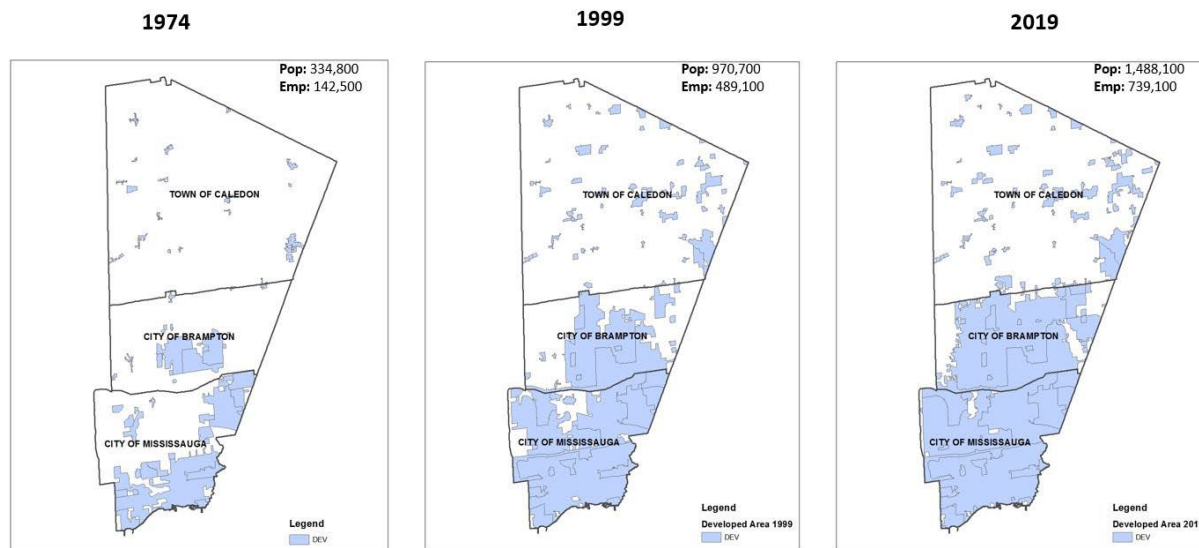 1974
Pop: 334,800
Emp: 142,500
TOWN OF CALEDON
CITY OF BRAMPTON
CITY OF MISSISSAUGA
Legend
DEV
1999
Pop: 970,700
Emp: 489,100
TOWN OF CALEDON
CITY OF BRAMPTON
CITY OF MISSISSAUGA
Legend
Developed Area 1999
DEV
2019
Pop: 1,488,100
Emp: 739,100
TOWN OF CALEDON
CITY OF BRAMPTON
CITY OF MISSISSAUGA
Legend
Developed Area 201
DEV